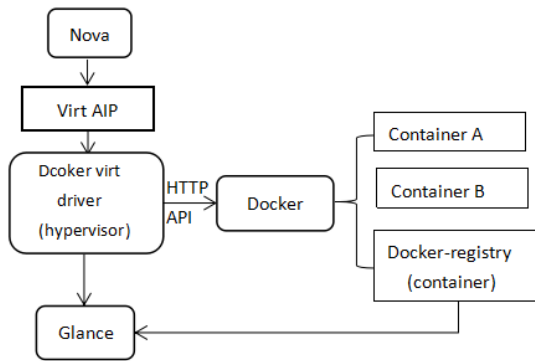 Nova
Virt AIP
Dcoker virt
driver
(hypervisor)
HTTP
API
Docker
Container A
Container B
Docker-registry
(container)
Glance